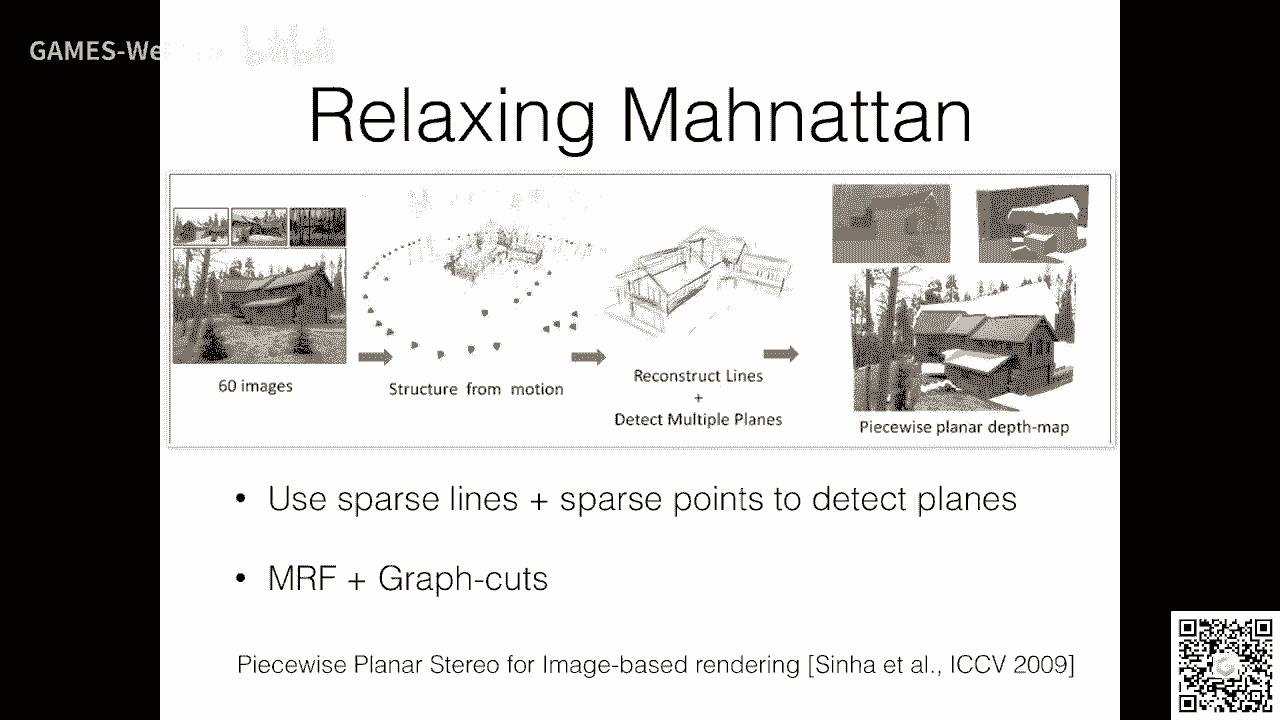 GAMES-We
Relaxing Mahnattan
60 images
Structure from motion
Reconstruct Lines
+
Detect Multiple Planes
Piecewise planar depth-map
• Use sparse lines + sparse points to detect planes
• MRF + Graph-cuts
Piecewise Planar Stereo for Image-based rendering [Sinha et al., ICCV 2009]